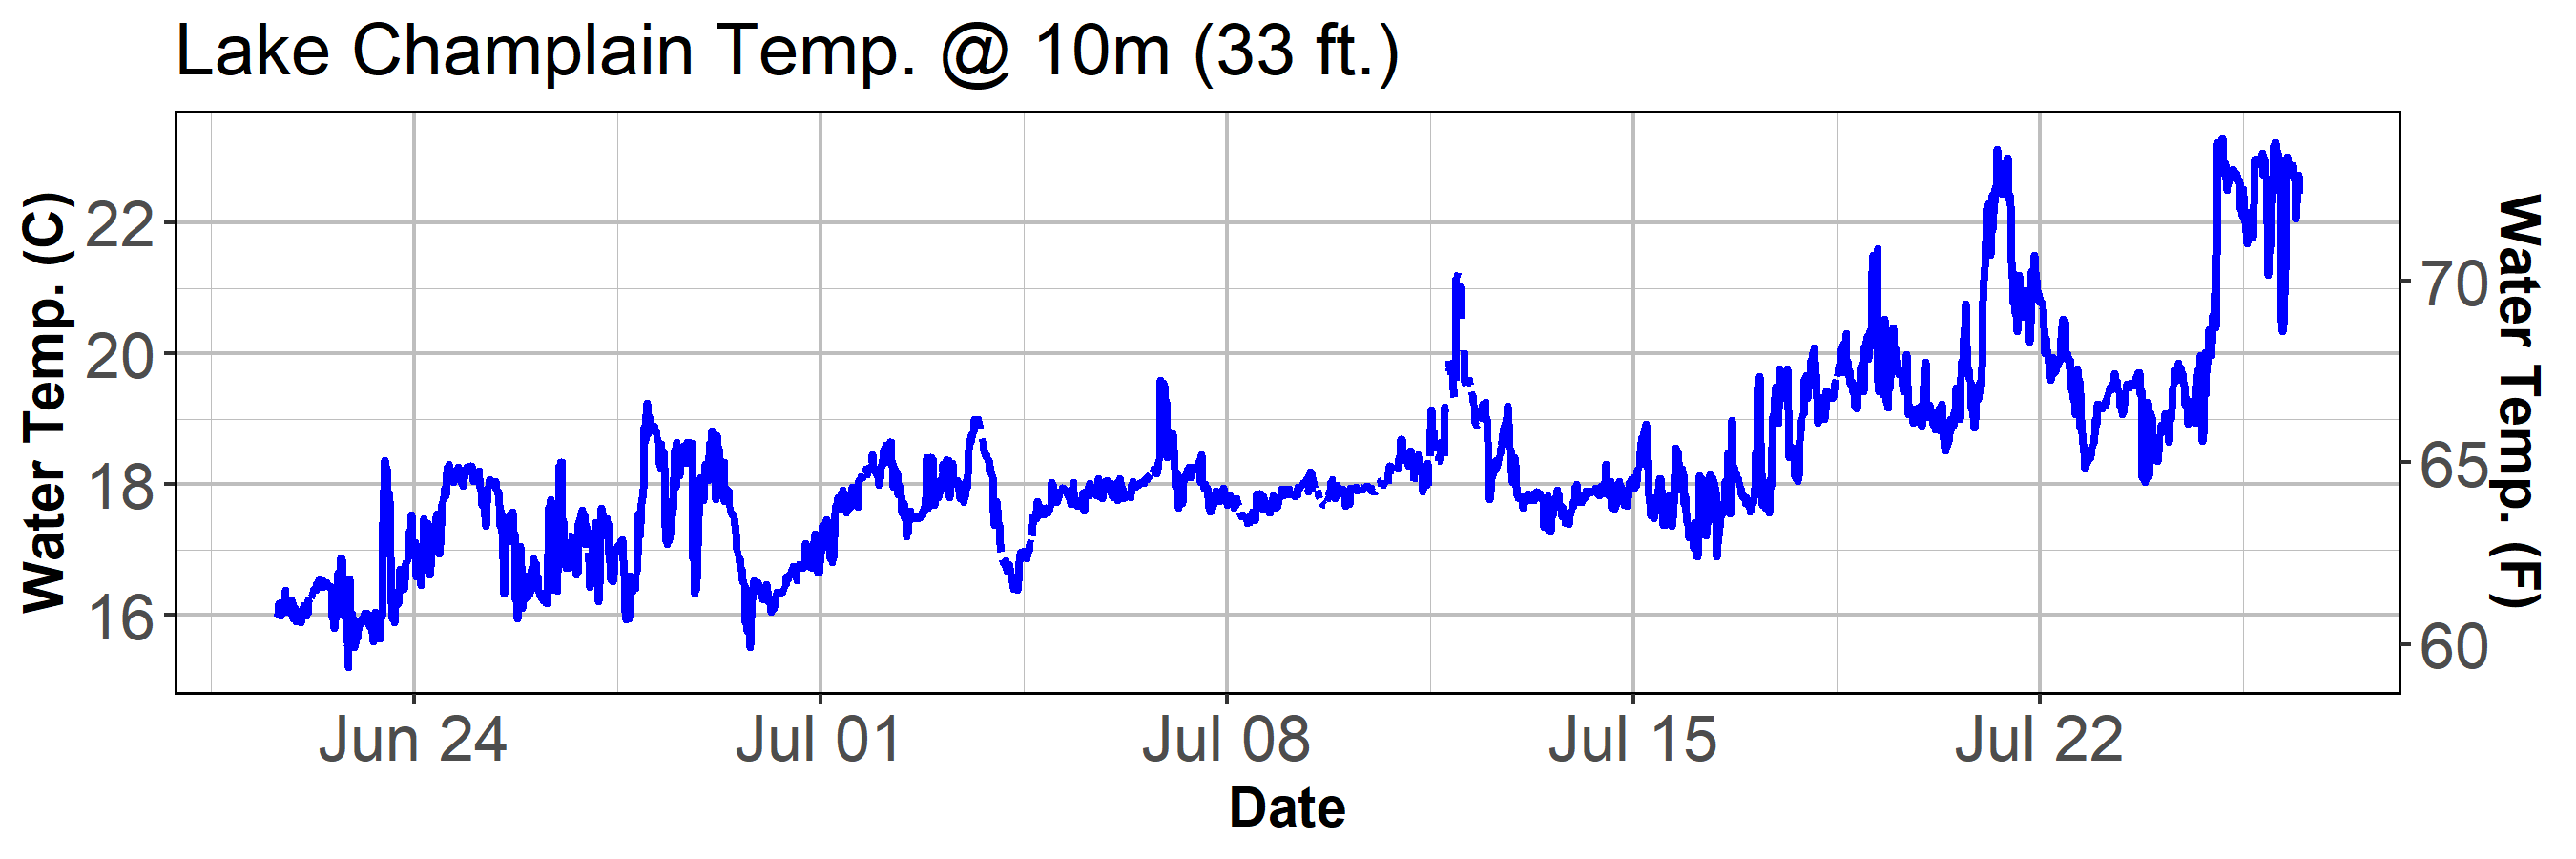 Lake Champlain Temp. @ 10m (33 ft.)
Water Temp. (C)
22
20
18
16
70
65
60
Water Temp. (F)
Jun 24
Jul 01
Jul 08
Jul 15
Jul 22
Date